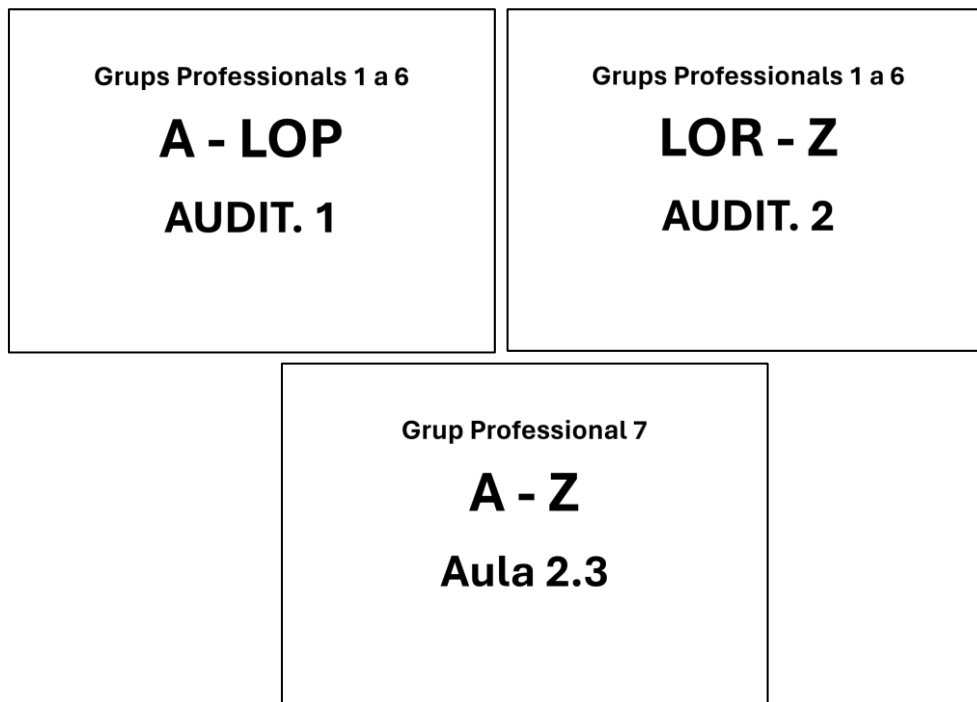 Grups Professionals 1 a 6
A - LOP
AUDIT. 1
Grups Professionals 1 a 6
LOR - Z
AUDIT. 2
Grup Professional 7
A - Z
Aula 2.3